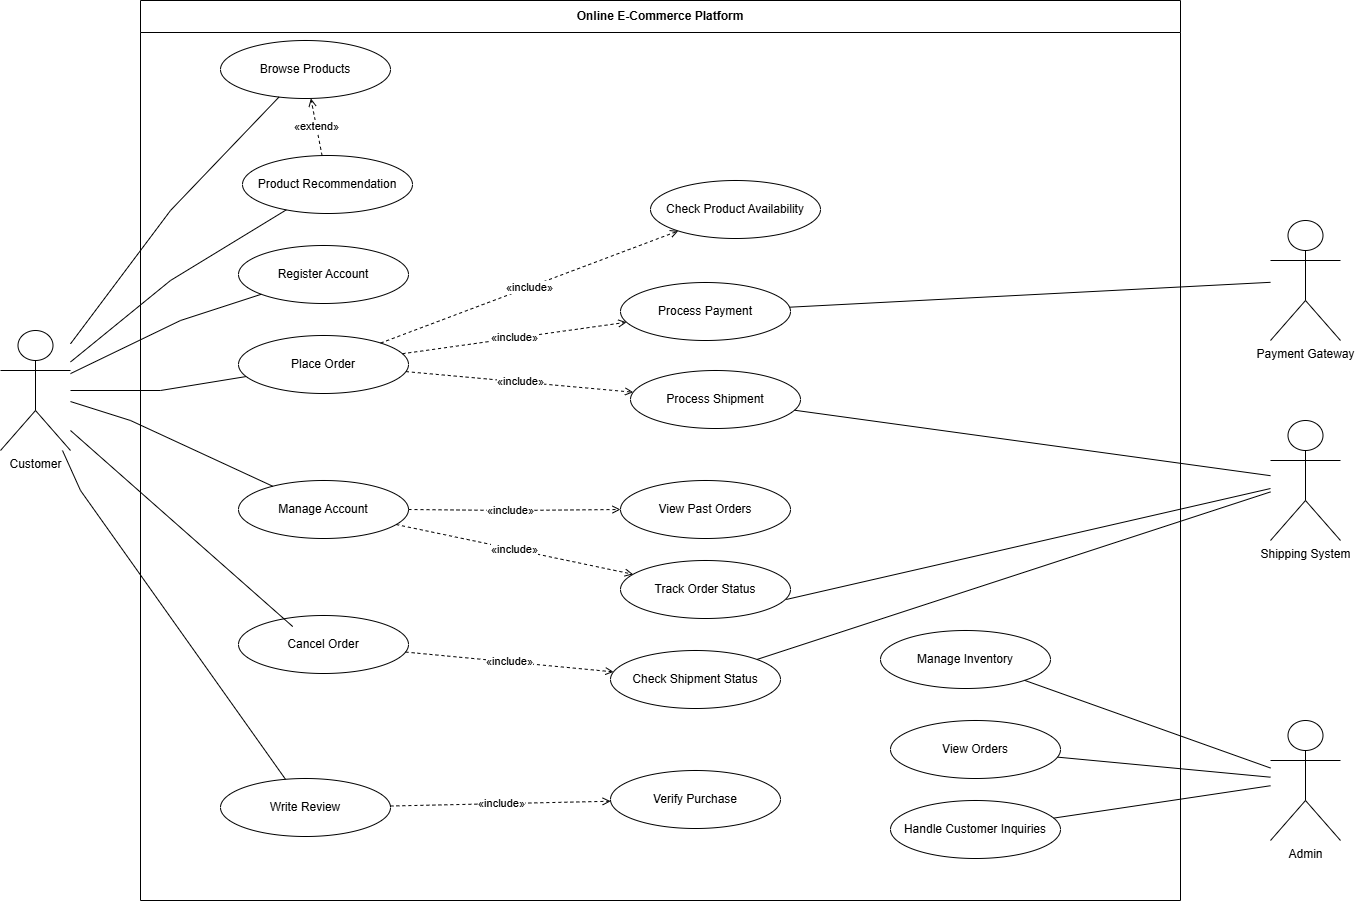 Online E-Commerce Platform
Browse Products
«extend»
Product Recommendation
Check Product Availability
Register Account
«include»
Process Payment
«include»
Place Order
«include»
Process Shipment
Payment Gateway
Customer
Manage Account
«include»
View Past Orders
«include»
Track Order Status
Shipping System
Cancel Order
«include»
Check Shipment Status
Manage Inventory
View Orders
Write Review
«include»
Verify Purchase
Handle Customer Inquiries
Admin